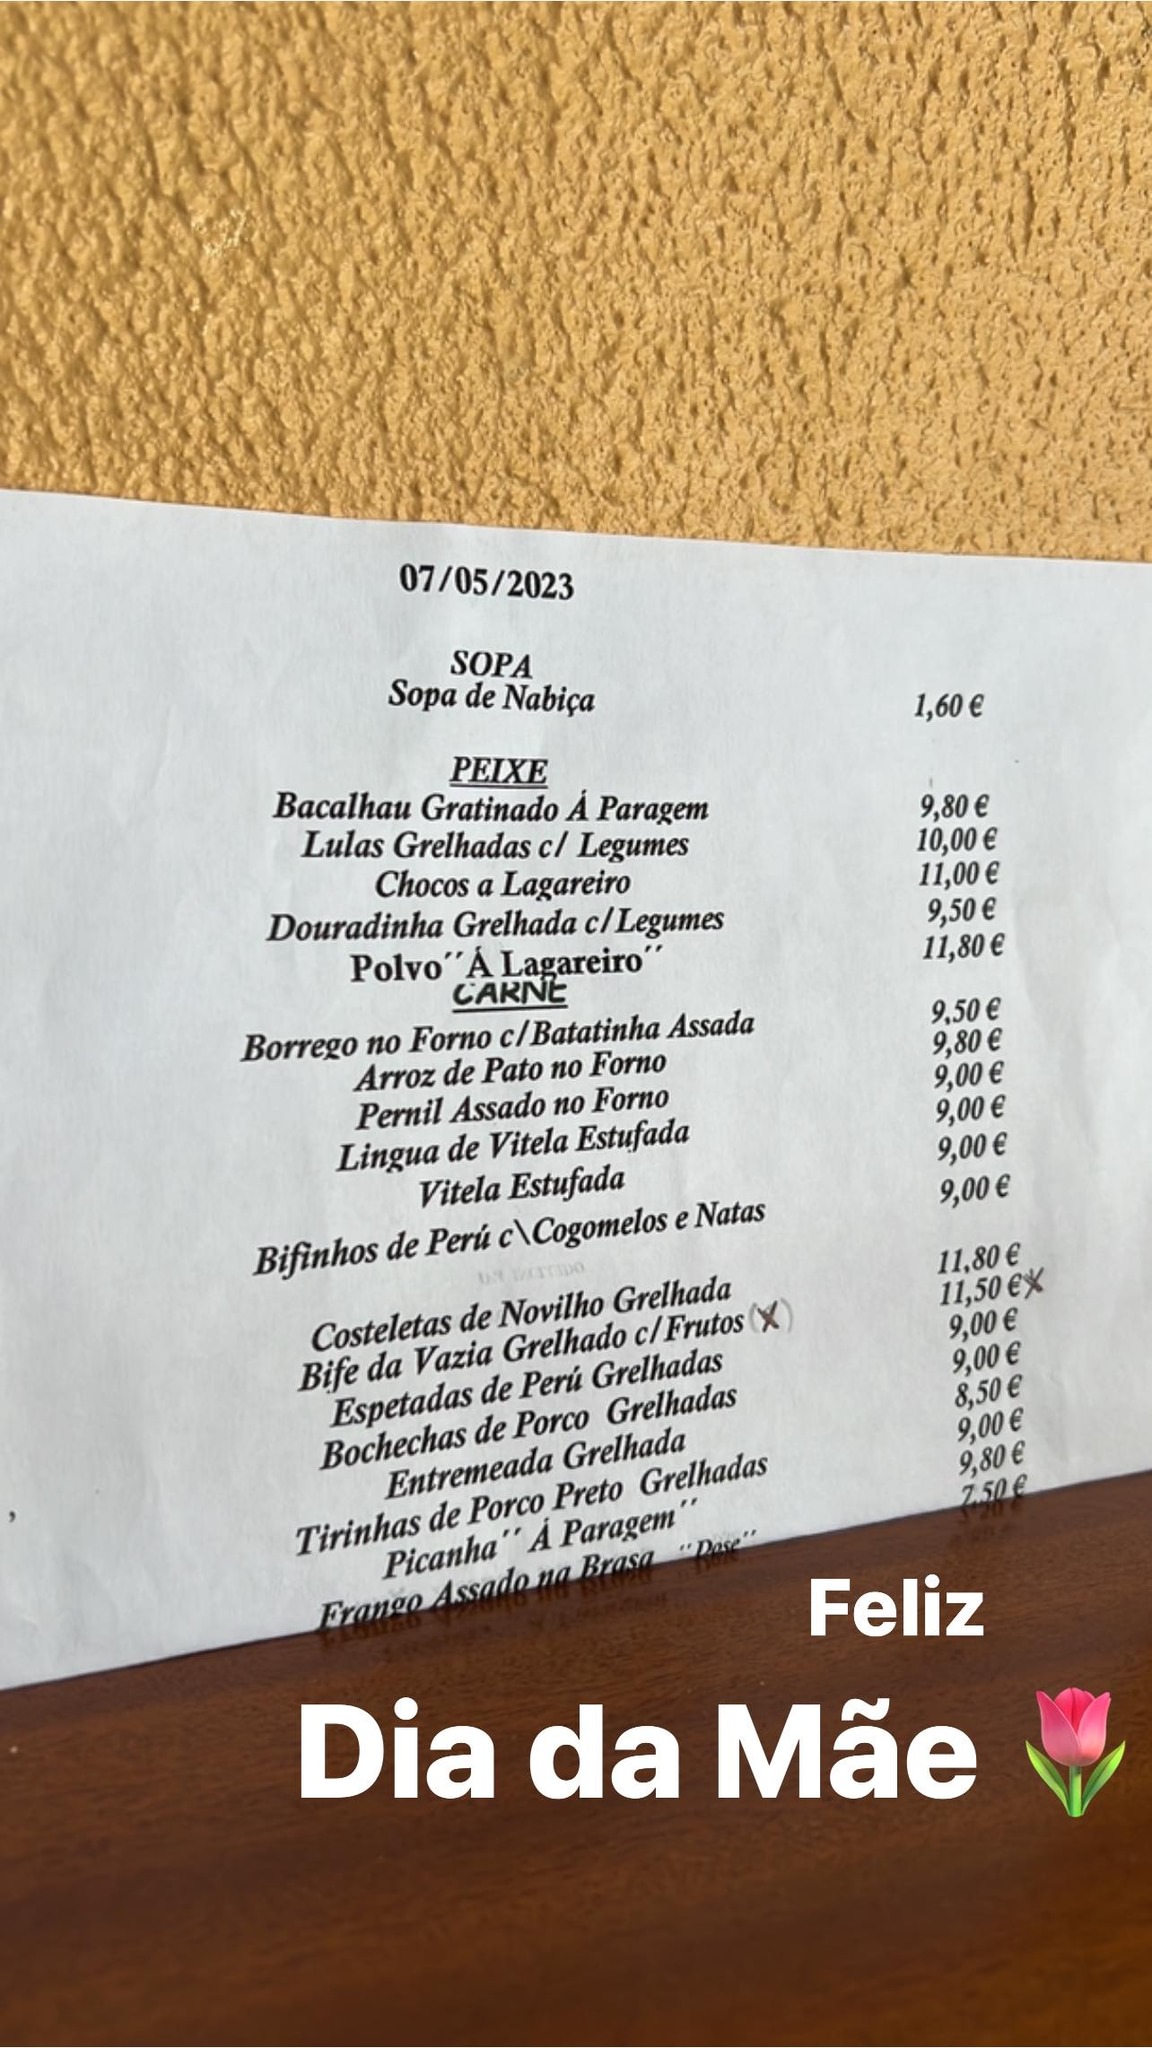 07/05/2023
SOPA
Sopa de Nabiça 1,60 €
PEIXE
Bacalhau Gratinado Á Paragem 9,80 €
Lulas Grelhadas c/ Legumes 10,00 €
Chocos a Lagareiro 11,00 €
Douradinha Grelhada c/Legumes 9,50 €
Polvo´´Á Lagareiro´´ 11,80 €
CARNE
Borrego no Forno c/Batatinha Assada 9,50 €
Arroz de Pato no Forno 9,80 €
Pernil Assado no Forno 9,00 €
Lingua de Vitela Estufada 9,00 €
Vitela Estufada 9,00 €
Bifinhos de Perú c\Cogomelos e Natas 9,00 €
Costeletas de Novilho Grelhada 11,80 €
Bife da Vazia Grelhado c/Frutos (X) 11,50 € X
Espetadas de Perú Grelhadas 9,00 €
Bochechas de Porco Grelhadas 9,00 €
Entremeada Grelhada 8,50 €
Tirinhas de Porco Preto Grelhadas 9,00 €
Picanha´´ Á Paragem´´ 9,80 €
Frango Assado na Brasa ´´Dose´´ 7,50 €
Feliz
Dia da Mãe 🌷